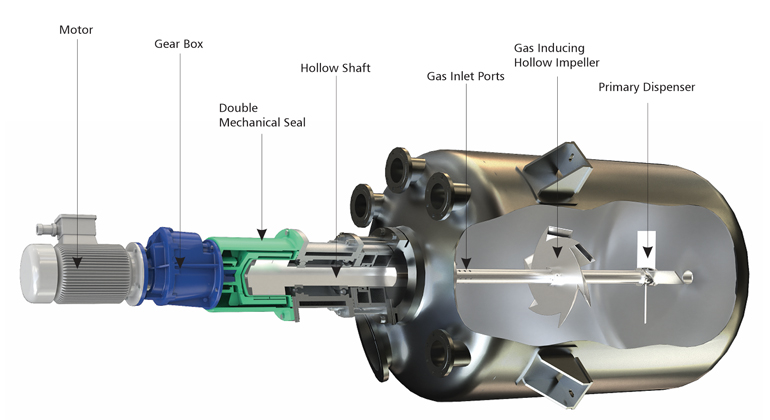 Motor
Gear Box
Double
Mechanical Seal
Hollow Shaft
Gas Inlet Ports
Gas Inducing
Hollow Impeller
Primary Dispenser